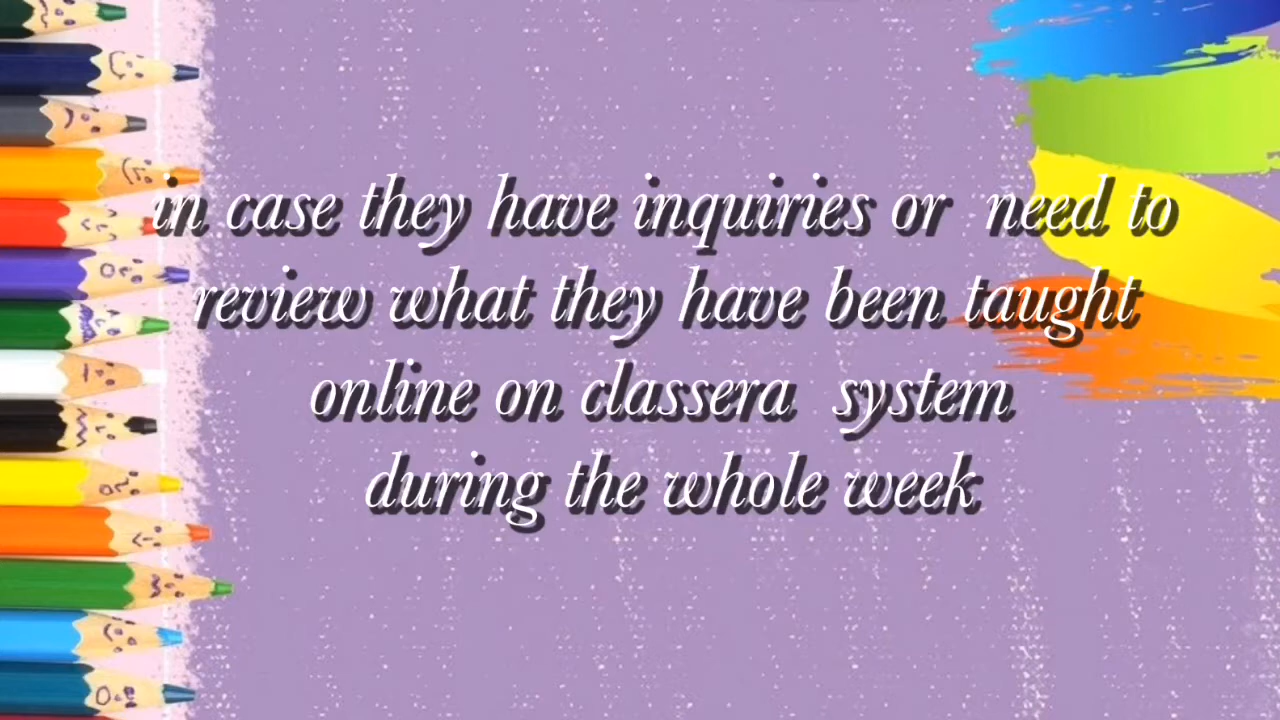 in case they have inquiries or need to
review what they have been taught
online on classera system
during the whole week